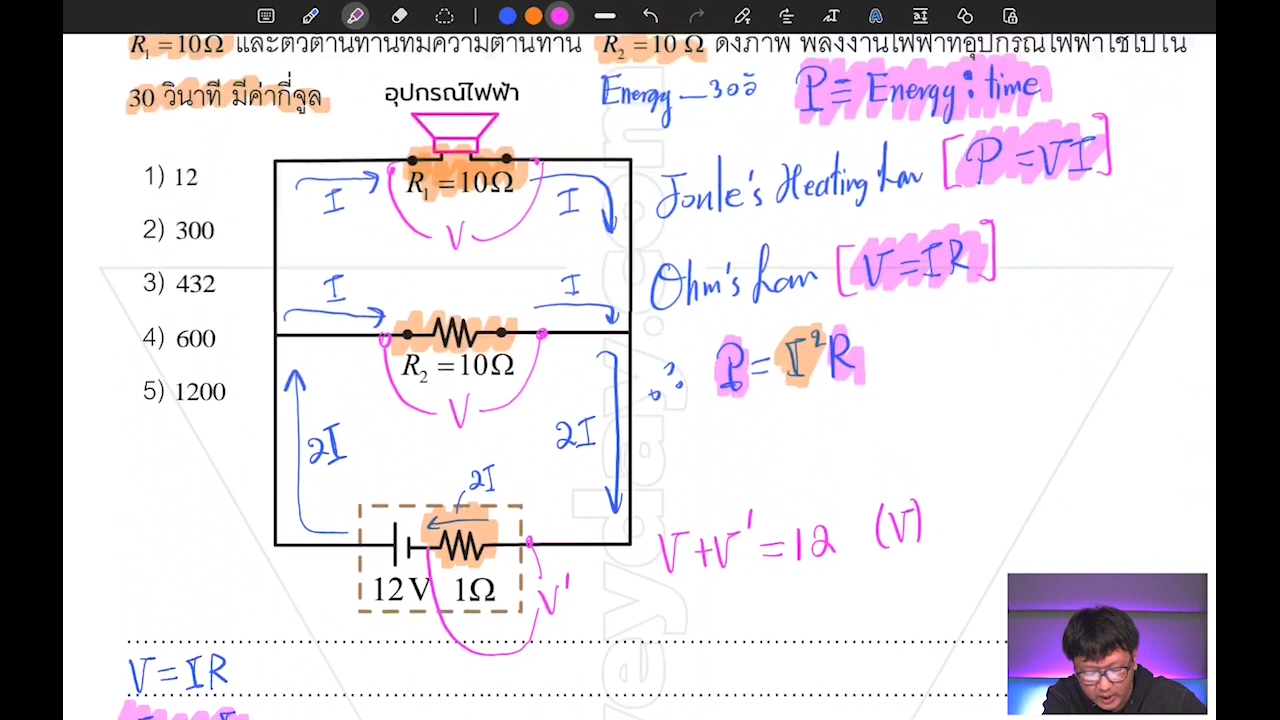 R₁ = 10 Ω และตัวต้านทานที่มีความต้านทาน R₂ = 10 Ω ดังภาพ พลังงานไฟฟ้าที่อุปกรณ์ไฟฟ้าใช้ไปใน
30 วินาที มีค่ากี่จูล
อุปกรณ์ไฟฟ้า
Energy — 30 วิ
P ≡ Energy : time
1) 12
2) 300
3) 432
4) 600
5) 1200
R₁ = 10 Ω
I
I
V
Joule's Heating Law [P = VI]
Ohm's Law [V = IR]
I
I
R₂ = 10 Ω
V
∴ P = I²R
2I
2I
2I
12 V
1 Ω
V'
V + V' = 12 (V)
V = IR